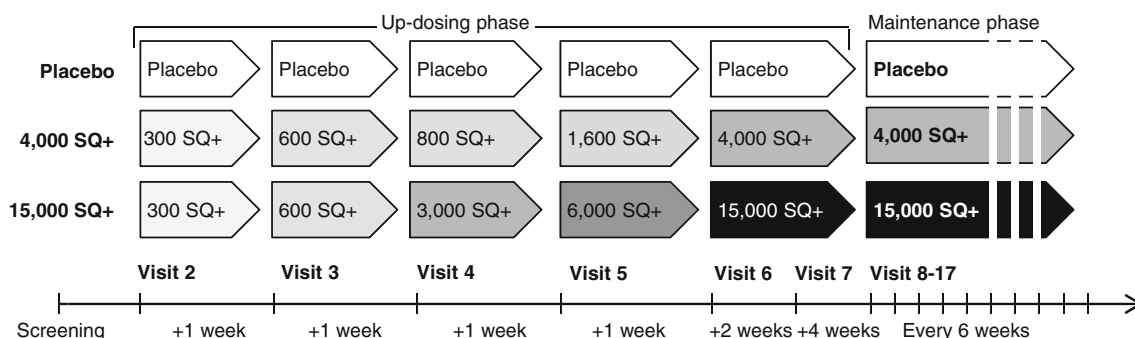 Up-dosing phase Maintenance phase
Placebo Placebo Placebo Placebo Placebo Placebo Placebo
4,000 SQ+ 300 SQ+ 600 SQ+ 800 SQ+ 1,600 SQ+ 4,000 SQ+ 4,000 SQ+
15,000 SQ+ 300 SQ+ 600 SQ+ 3,000 SQ+ 6,000 SQ+ 15,000 SQ+ 15,000 SQ+
Visit 2 Visit 3 Visit 4 Visit 5 Visit 6 Visit 7 Visit 8-17
Screening +1 week +1 week +1 week +1 week +2 weeks +4 weeks Every 6 weeks